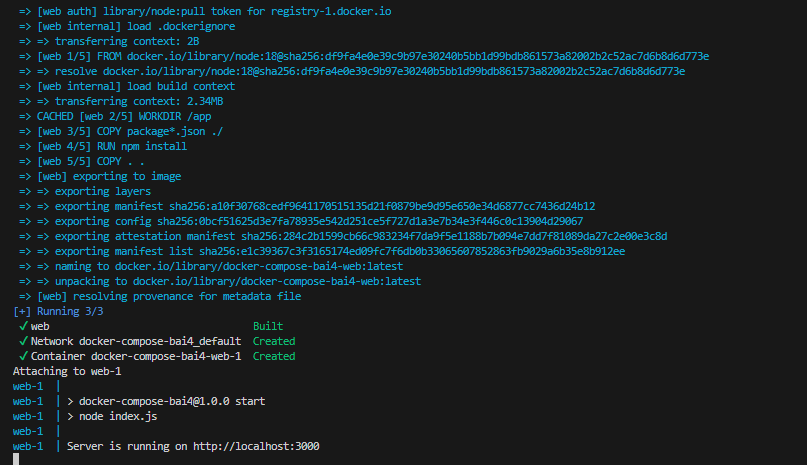 => [web auth] library/node:pull token for registry-1.docker.io
=> [web internal] load .dockerignore
=> => transferring context: 2B
=> [web 1/5] FROM docker.io/library/node:18@sha256:df9fa4e0e39c9b97e30240b5bb1d99bdb861573a82002b2c52ac7d6b8d6d773e
=> => resolve docker.io/library/node:18@sha256:df9fa4e0e39c9b97e30240b5bb1d99bdb861573a82002b2c52ac7d6b8d6d773e
=> [web internal] load build context
=> => transferring context: 2.34MB
=> CACHED [web 2/5] WORKDIR /app
=> [web 3/5] COPY package*.json ./
=> [web 4/5] RUN npm install
=> [web 5/5] COPY . .
=> [web] exporting to image
=> => exporting layers
=> => exporting manifest sha256:a10f30768cedf9641170515135d21f0879be9d95e650e34d6877cc7436d24b12
=> => exporting config sha256:0bcf51625d3e7fa78935e542d251ce5f727d1a3e7b34e3f446c0c13904d29067
=> => exporting attestation manifest sha256:284c2b1599cb66c983234f7da9f5e1188b7b094e7dd7f81089da27c2e00e3c8d
=> => exporting manifest list sha256:e1c39367c3f3165174ed09fc7f6db0b33065607852863fb9029a6b35e8b912ee
=> => naming to docker.io/library/docker-compose-bai4-web:latest
=> => unpacking to docker.io/library/docker-compose-bai4-web:latest
=> [web] resolving provenance for metadata file
[+] Running 3/3
✓ web Built
✓ Network docker-compose-bai4_default Created
✓ Container docker-compose-bai4-web-1 Created
Attaching to web-1
web-1 |
web-1 | > docker-compose-bai4@1.0.0 start
web-1 | > node index.js
web-1 |
web-1 | Server is running on http://localhost:3000